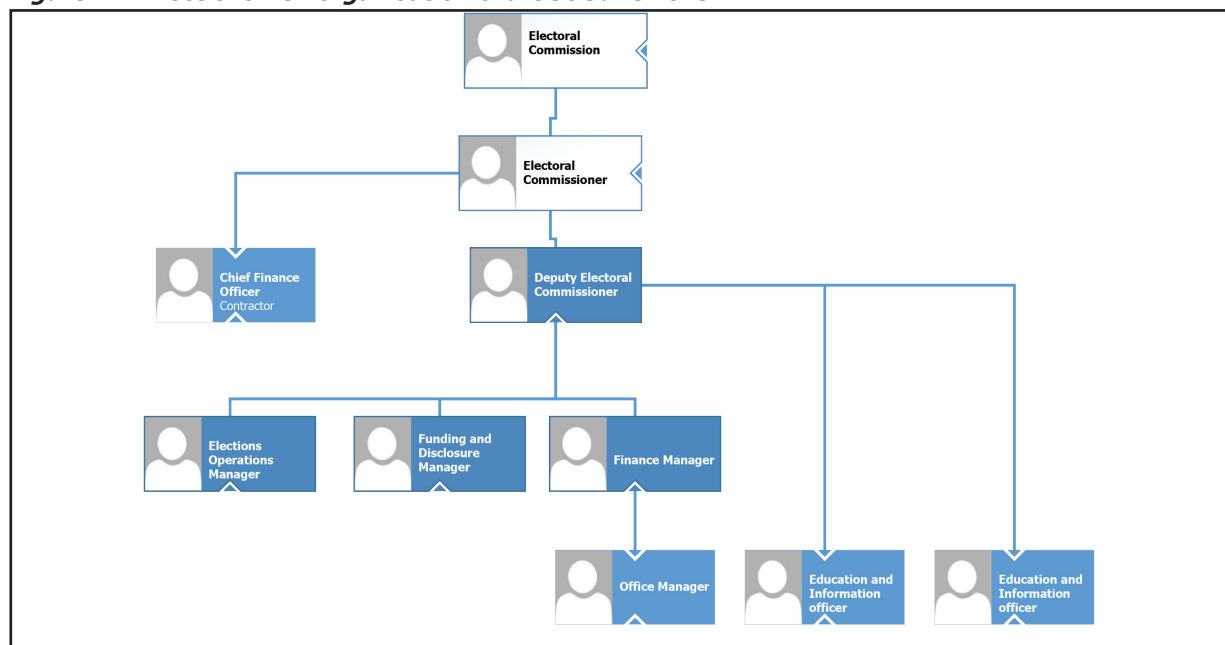 Electoral
Commission
Electoral
Commissioner
Chief Finance
Officer
Contractor
Deputy Electoral
Commissioner
Elections
Operations
Manager
Funding and
Disclosure
Manager
Finance Manager
Office Manager
Education and
Information
officer
Education and
Information
officer